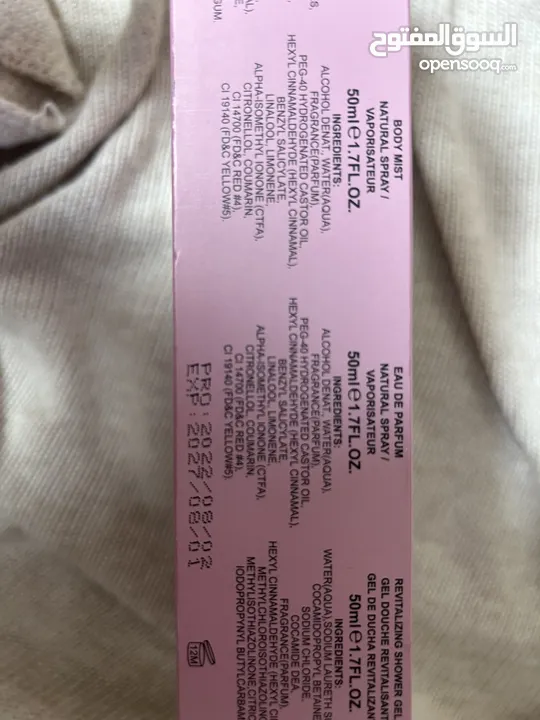 السوق المفتوح
opensooq.com
S,
GUM.
BODY MIST
NATURAL SPRAY /
VAPORISATEUR
50ml e 1.7FL.OZ.
INGREDIENTS:
ALCOHOL DENAT, WATER(AQUA),
FRAGRANCE(PARFUM),
PEG-40 HYDROGENATED CASTOR OIL,
HEXYL CINNAMALDEHYDE (HEXYL CINNAMAL),
BENZYL SALICYLATE,
LINALOOL, LIMONENE,
ALPHA-ISOMETHYL IONONE (CTFA),
CITRONELLOL, COUMARIN,
CI 14700 (FD&C RED #4),
CI 19140 (FD&C YELLOW#5).
EAU DE PARFUM
NATURAL SPRAY /
VAPORISATEUR
50ml e 1.7FL.OZ.
INGREDIENTS:
ALCOHOL DENAT, WATER(AQUA),
FRAGRANCE(PARFUM),
PEG-40 HYDROGENATED CASTOR OIL,
HEXYL CINNAMALDEHYDE (HEXYL CINNAMAL),
BENZYL SALICYLATE,
LINALOOL, LIMONENE,
ALPHA-ISOMETHYL IONONE (CTFA),
CITRONELLOL, COUMARIN,
CI 14700 (FD&C RED #4),
CI 19140 (FD&C YELLOW#5).
PRO:2022/08/02
EXP:2027/08/01
REVITALIZING SHOWER GEL
GEL DOUCHE REVITALISANT
GEL DE DUCHA REVITALIZAN
50ml e 1.7FL.OZ.
INGREDIENTS:
WATER(AQUA),SODIUM LAURETH S
COCAMIDOPROPYL BETAINE
SODIUM CHLORIDE,
COCAMIDE DEA,
FRAGRANCE(PARFUM),
HEXYL CINNAMALDEHYDE (HEX
METHYLCHLOROISOTHIAZOLIN
METHYLISOTHIAZOLINONE,CITRIC
IODOPROPYNYL BUTYLCARBAM
12M